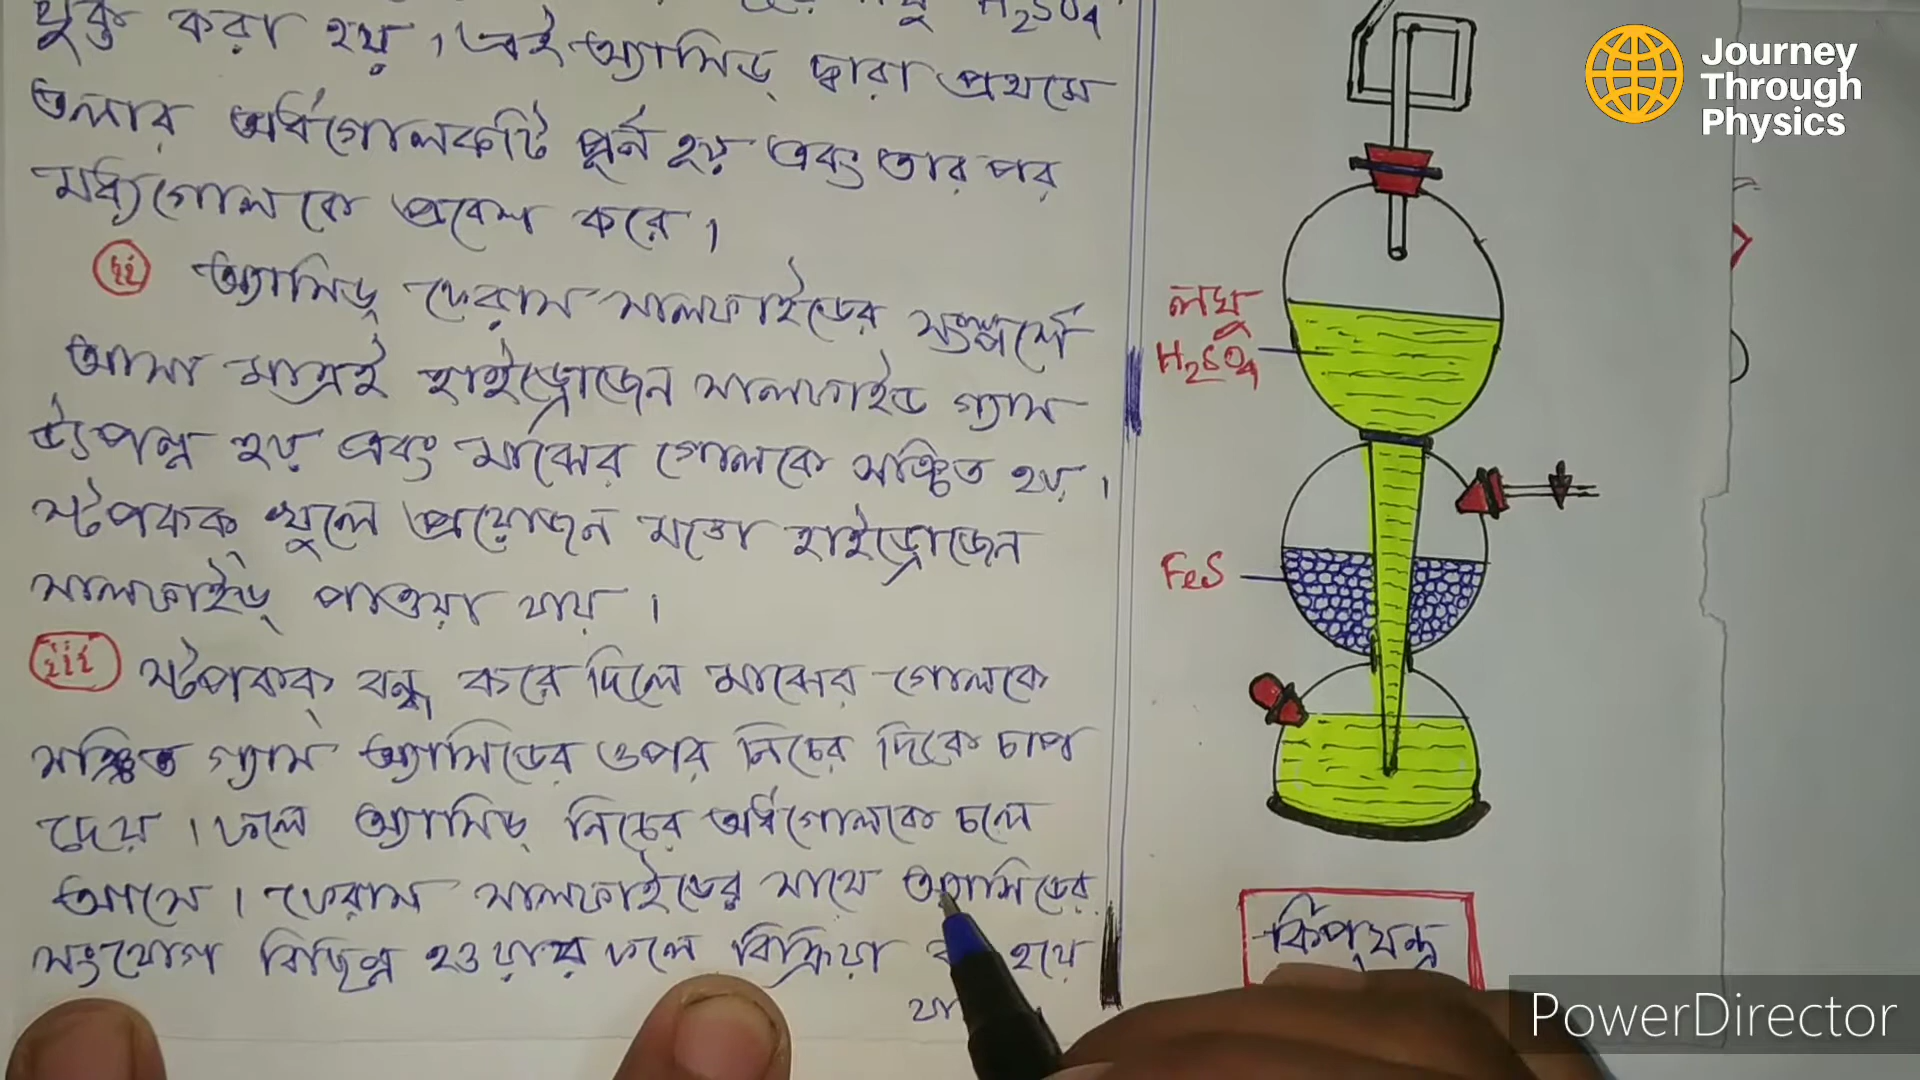 যুক্ত করা হয়। এই অ্যাসিড্ দ্বারা প্রথমে
H₂SO₄
তলার অর্ধগোলকটি পূর্ন হয় এবং তার পর
মধ্যগোলকে প্রবেশ করে।
ii অ্যাসিড্ ফেরাস সালফাইডের সংস্পর্শে
আসা মাত্রই হাইড্রোজেন সালফাইড গ্যাস
উৎপন্ন হয় এবং মাঝের গোলকে সঞ্চিত হয়।
স্টপকক্ খুলে প্রয়োজন মতো হাইড্রোজেন
সালফাইড্ পাওয়া যায়।
iii স্টপকক্ বন্ধ করে দিলে মাঝের গোলকে
সঞ্চিত গ্যাস অ্যাসিডের ওপর নিচের দিকে চাপ
দেয়। ফলে অ্যাসিড্ নিচের অর্ধগোলকে চলে
আসে। ফেরাস সালফাইডের সাথে অ্যাসিডের
সংযোগ বিছিন্ন হওয়ার ফলে বিক্রিয়া হয়ে
লঘু
H₂SO₄
FeS
কিপযন্ত্র
Journey
Through
Physics
PowerDirector